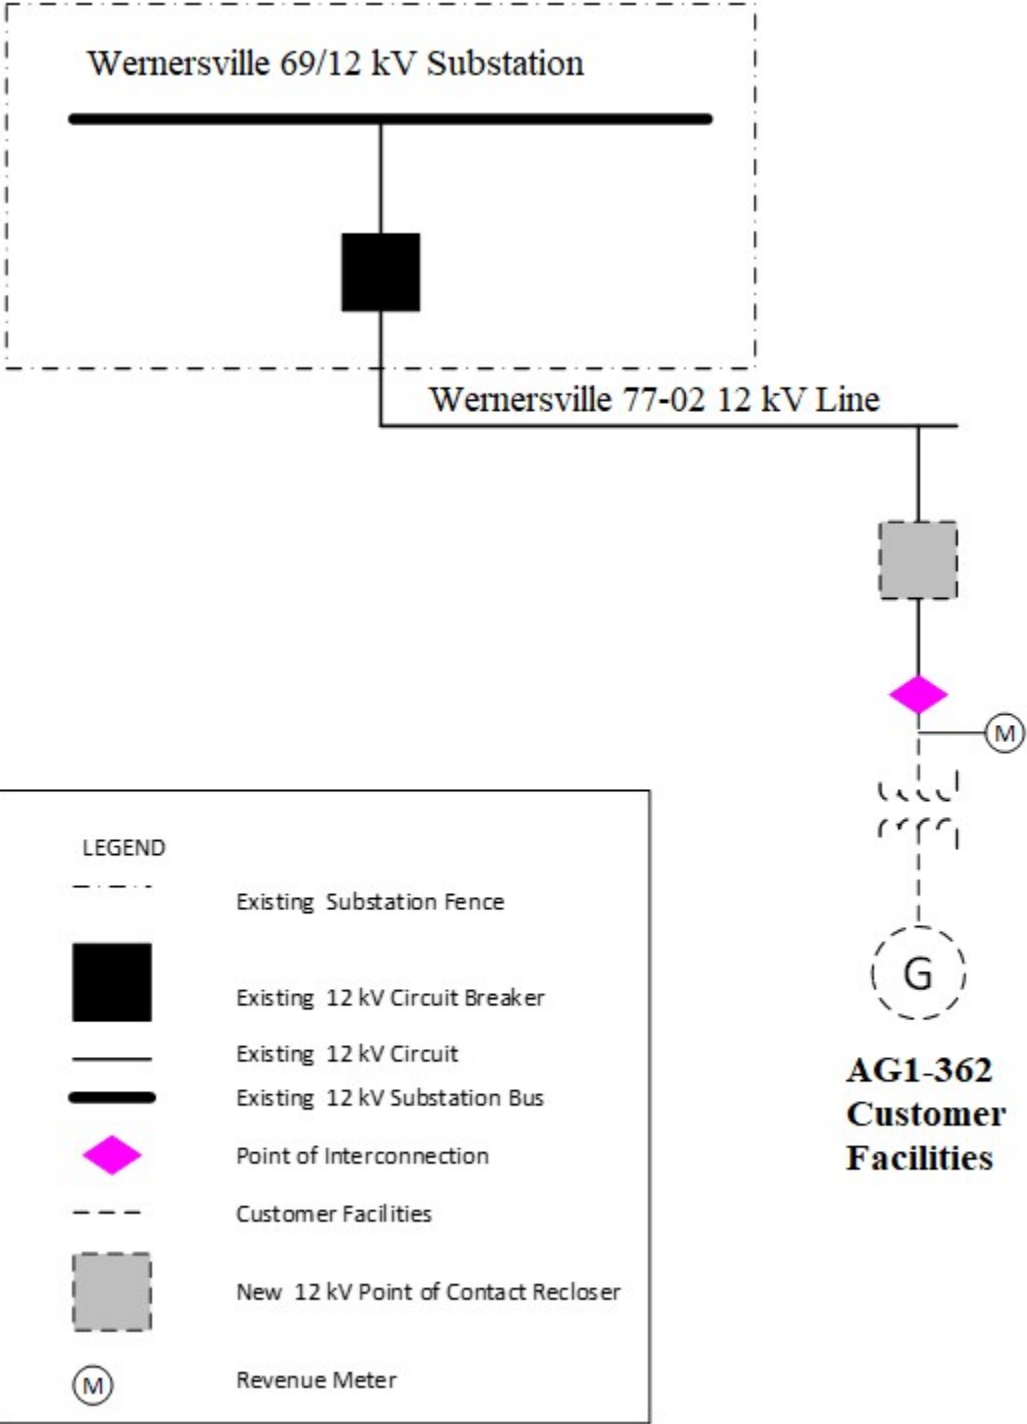 Wernersville 69/12 kV Substation
Wernersville 77-02 12 kV Line
M
G
AG1-362
Customer
Facilities
LEGEND
Existing Substation Fence
Existing 12 kV Circuit Breaker
Existing 12 kV Circuit
Existing 12 kV Substation Bus
Point of Interconnection
Customer Facilities
New 12 kV Point of Contact Recloser
M Revenue Meter